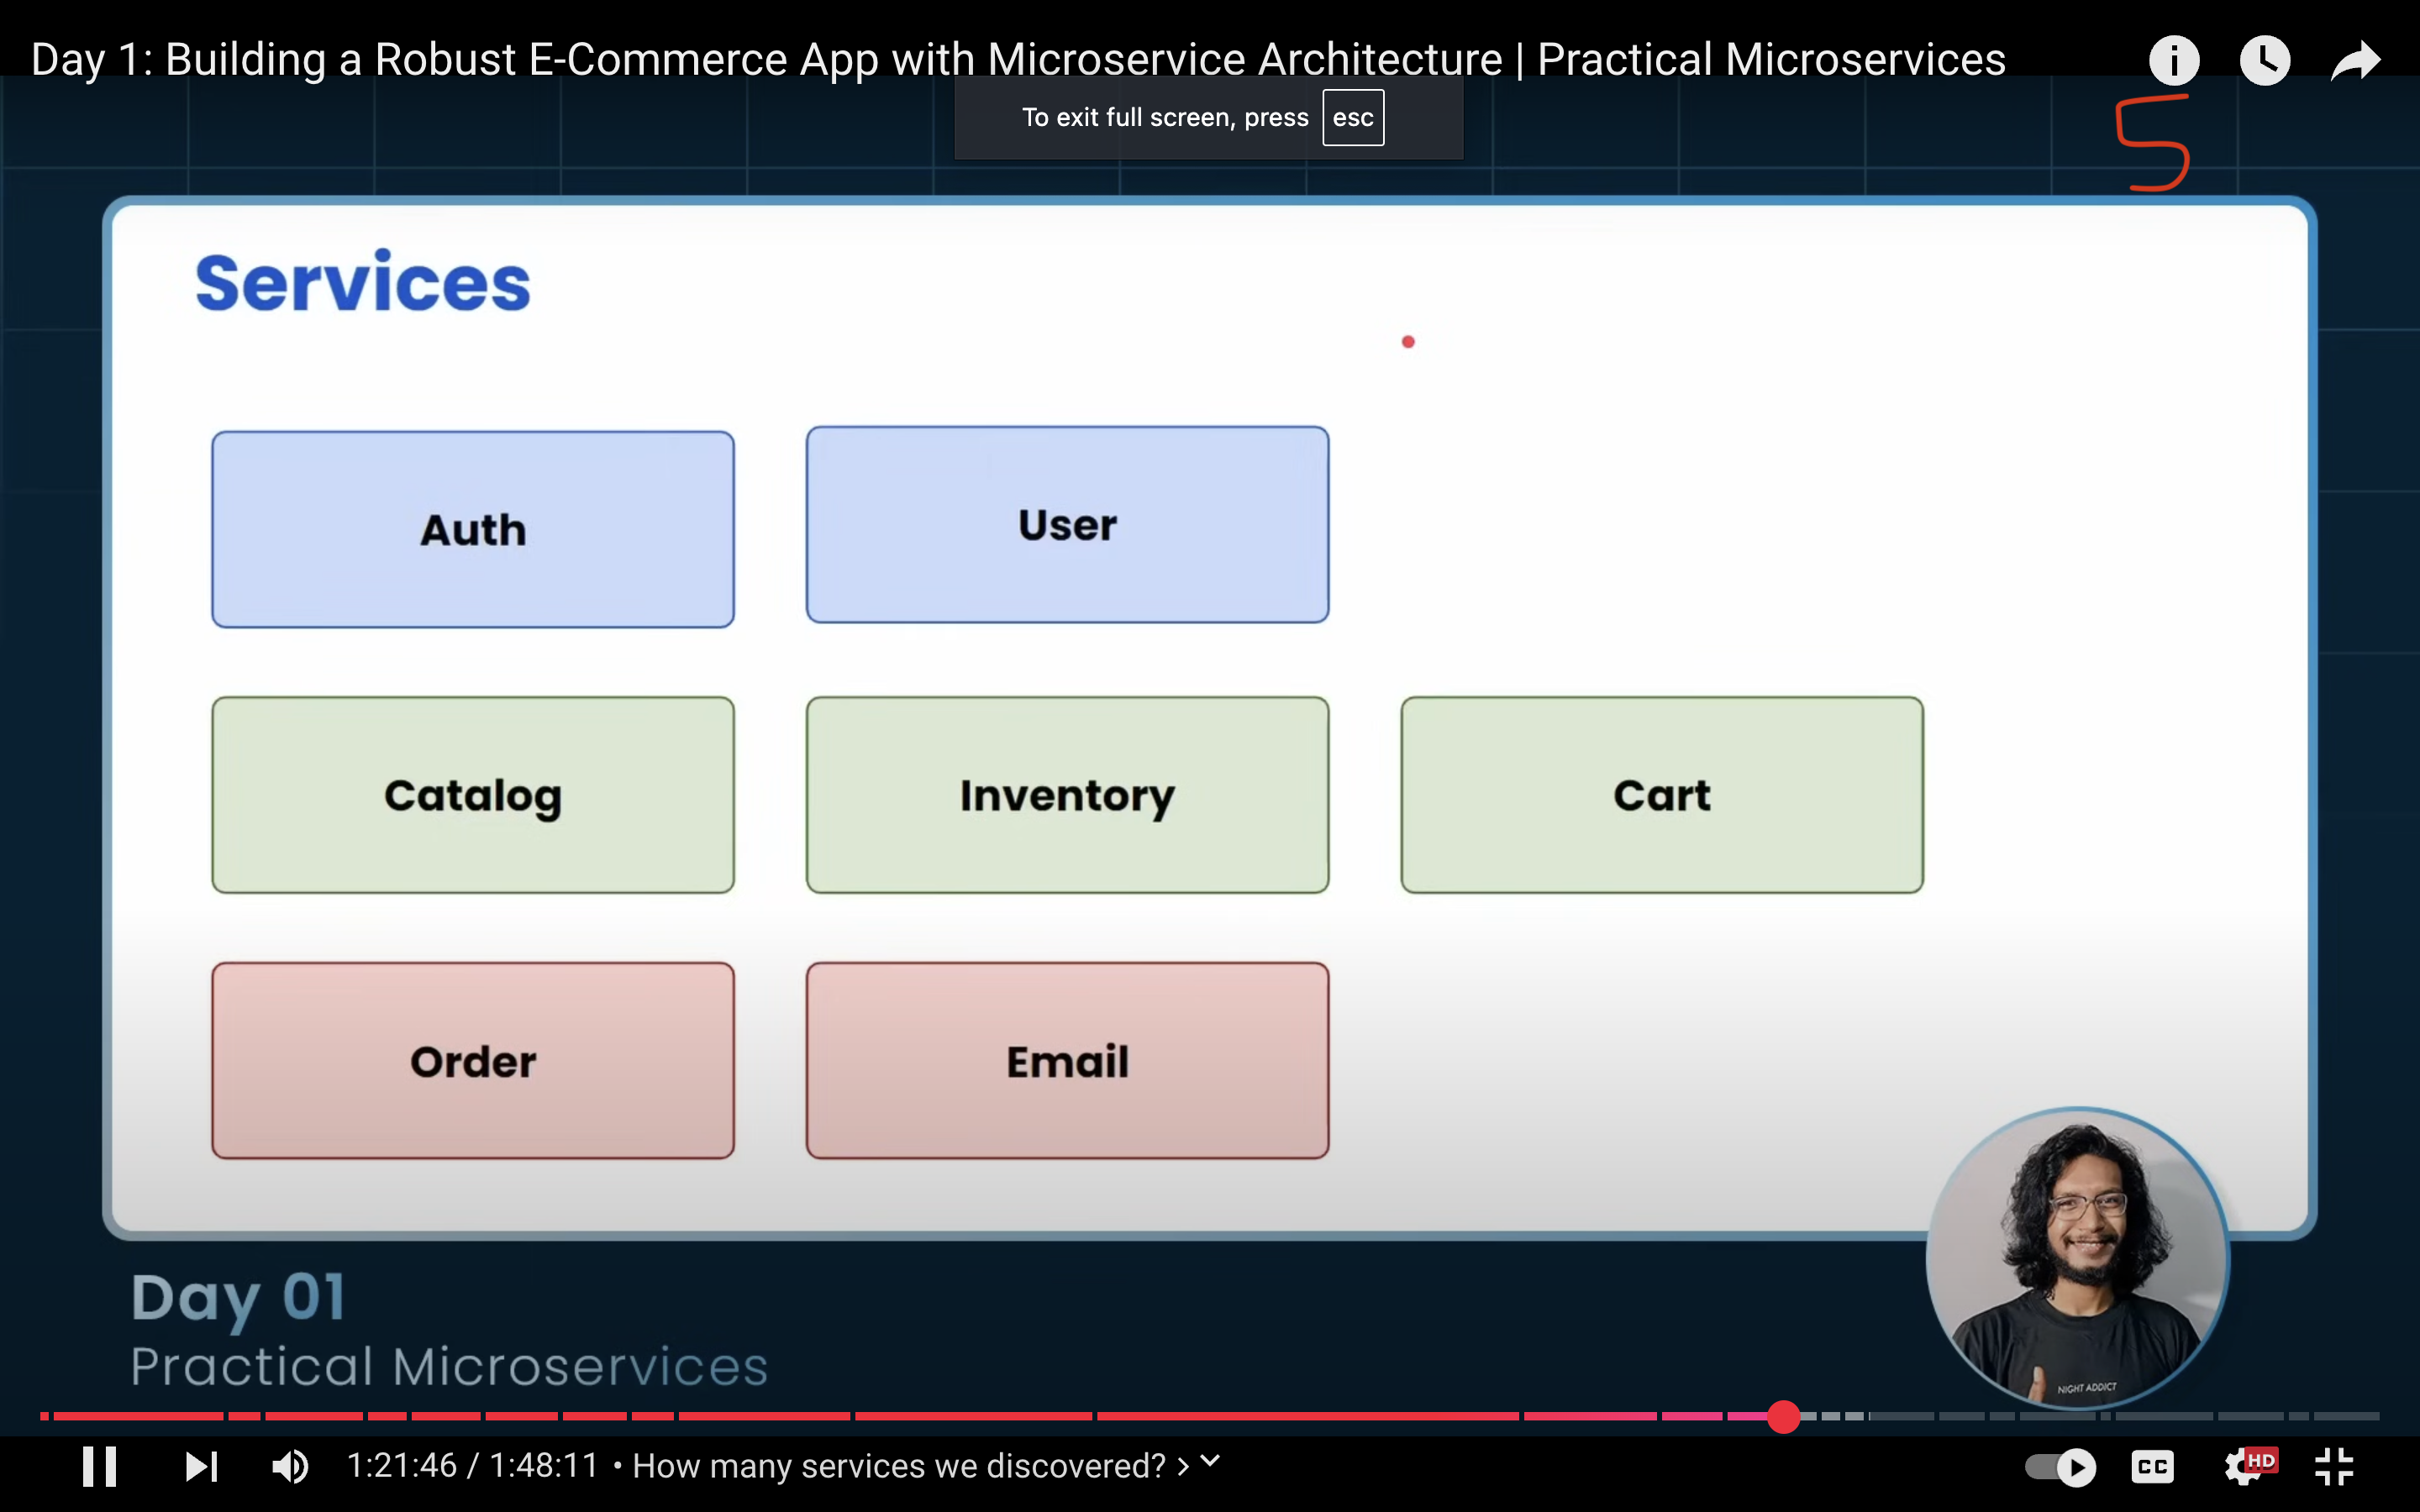 Day 1: Building a Robust E-Commerce App with Microservice Architecture | Practical Microservices
To exit full screen, press esc
5
Services
Auth
User
Catalog
Inventory
Cart
Order
Email
NIGHT ADDICT
Day 01
Practical Microservices
1:21:46 / 1:48:11 • How many services we discovered? ›
CC
HD